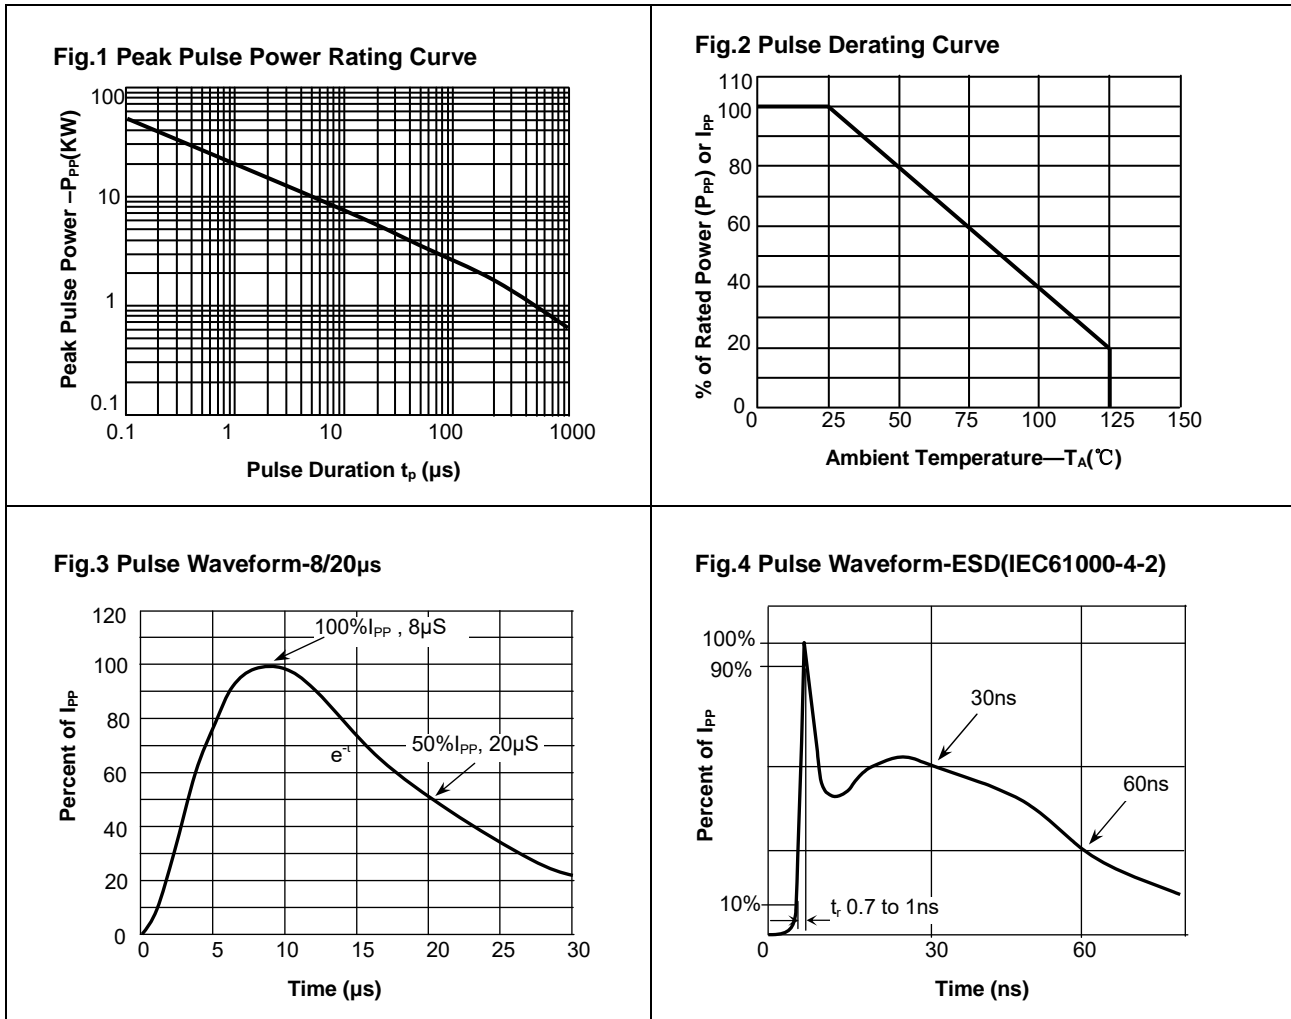 Fig.1 Peak Pulse Power Rating Curve
Peak Pulse Power –PPP(KW)
100
10
1
0.1
0.1 1 10 100 1000
Pulse Duration tp (µs)
Fig.2 Pulse Derating Curve
% of Rated Power (PPP) or IPP
110
100
80
60
40
20
0
0 25 50 75 100 125 150
Ambient Temperature—TA(℃)
Fig.3 Pulse Waveform-8/20µs
Percent of IPP
120
100
80
60
40
20
0
100%IPP , 8µS
e-t
50%IPP, 20µS
0 5 10 15 20 25 30
Time (µs)
Fig.4 Pulse Waveform-ESD(IEC61000-4-2)
Percent of IPP
100%
90%
10%
30ns
60ns
tr 0.7 to 1ns
0 30 60
Time (ns)